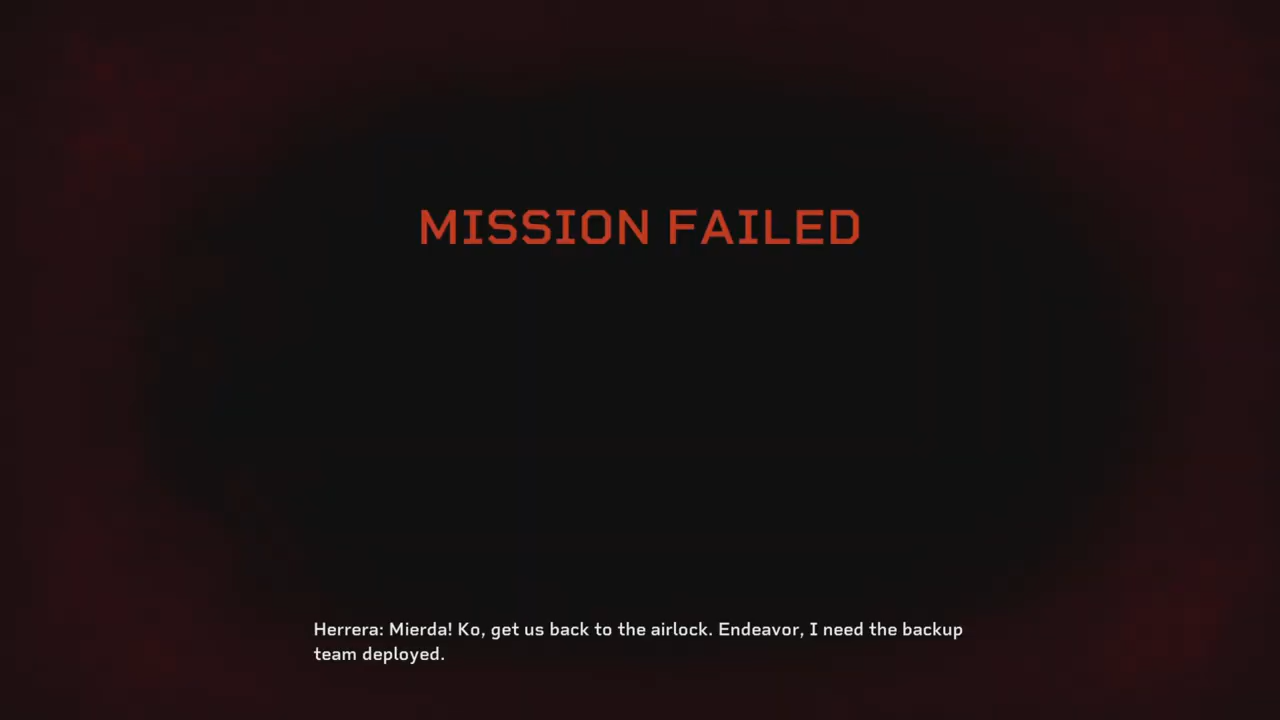 MISSION FAILED
Herrera: Mierda! Ko, get us back to the airlock. Endeavor, I need the backup
team deployed.